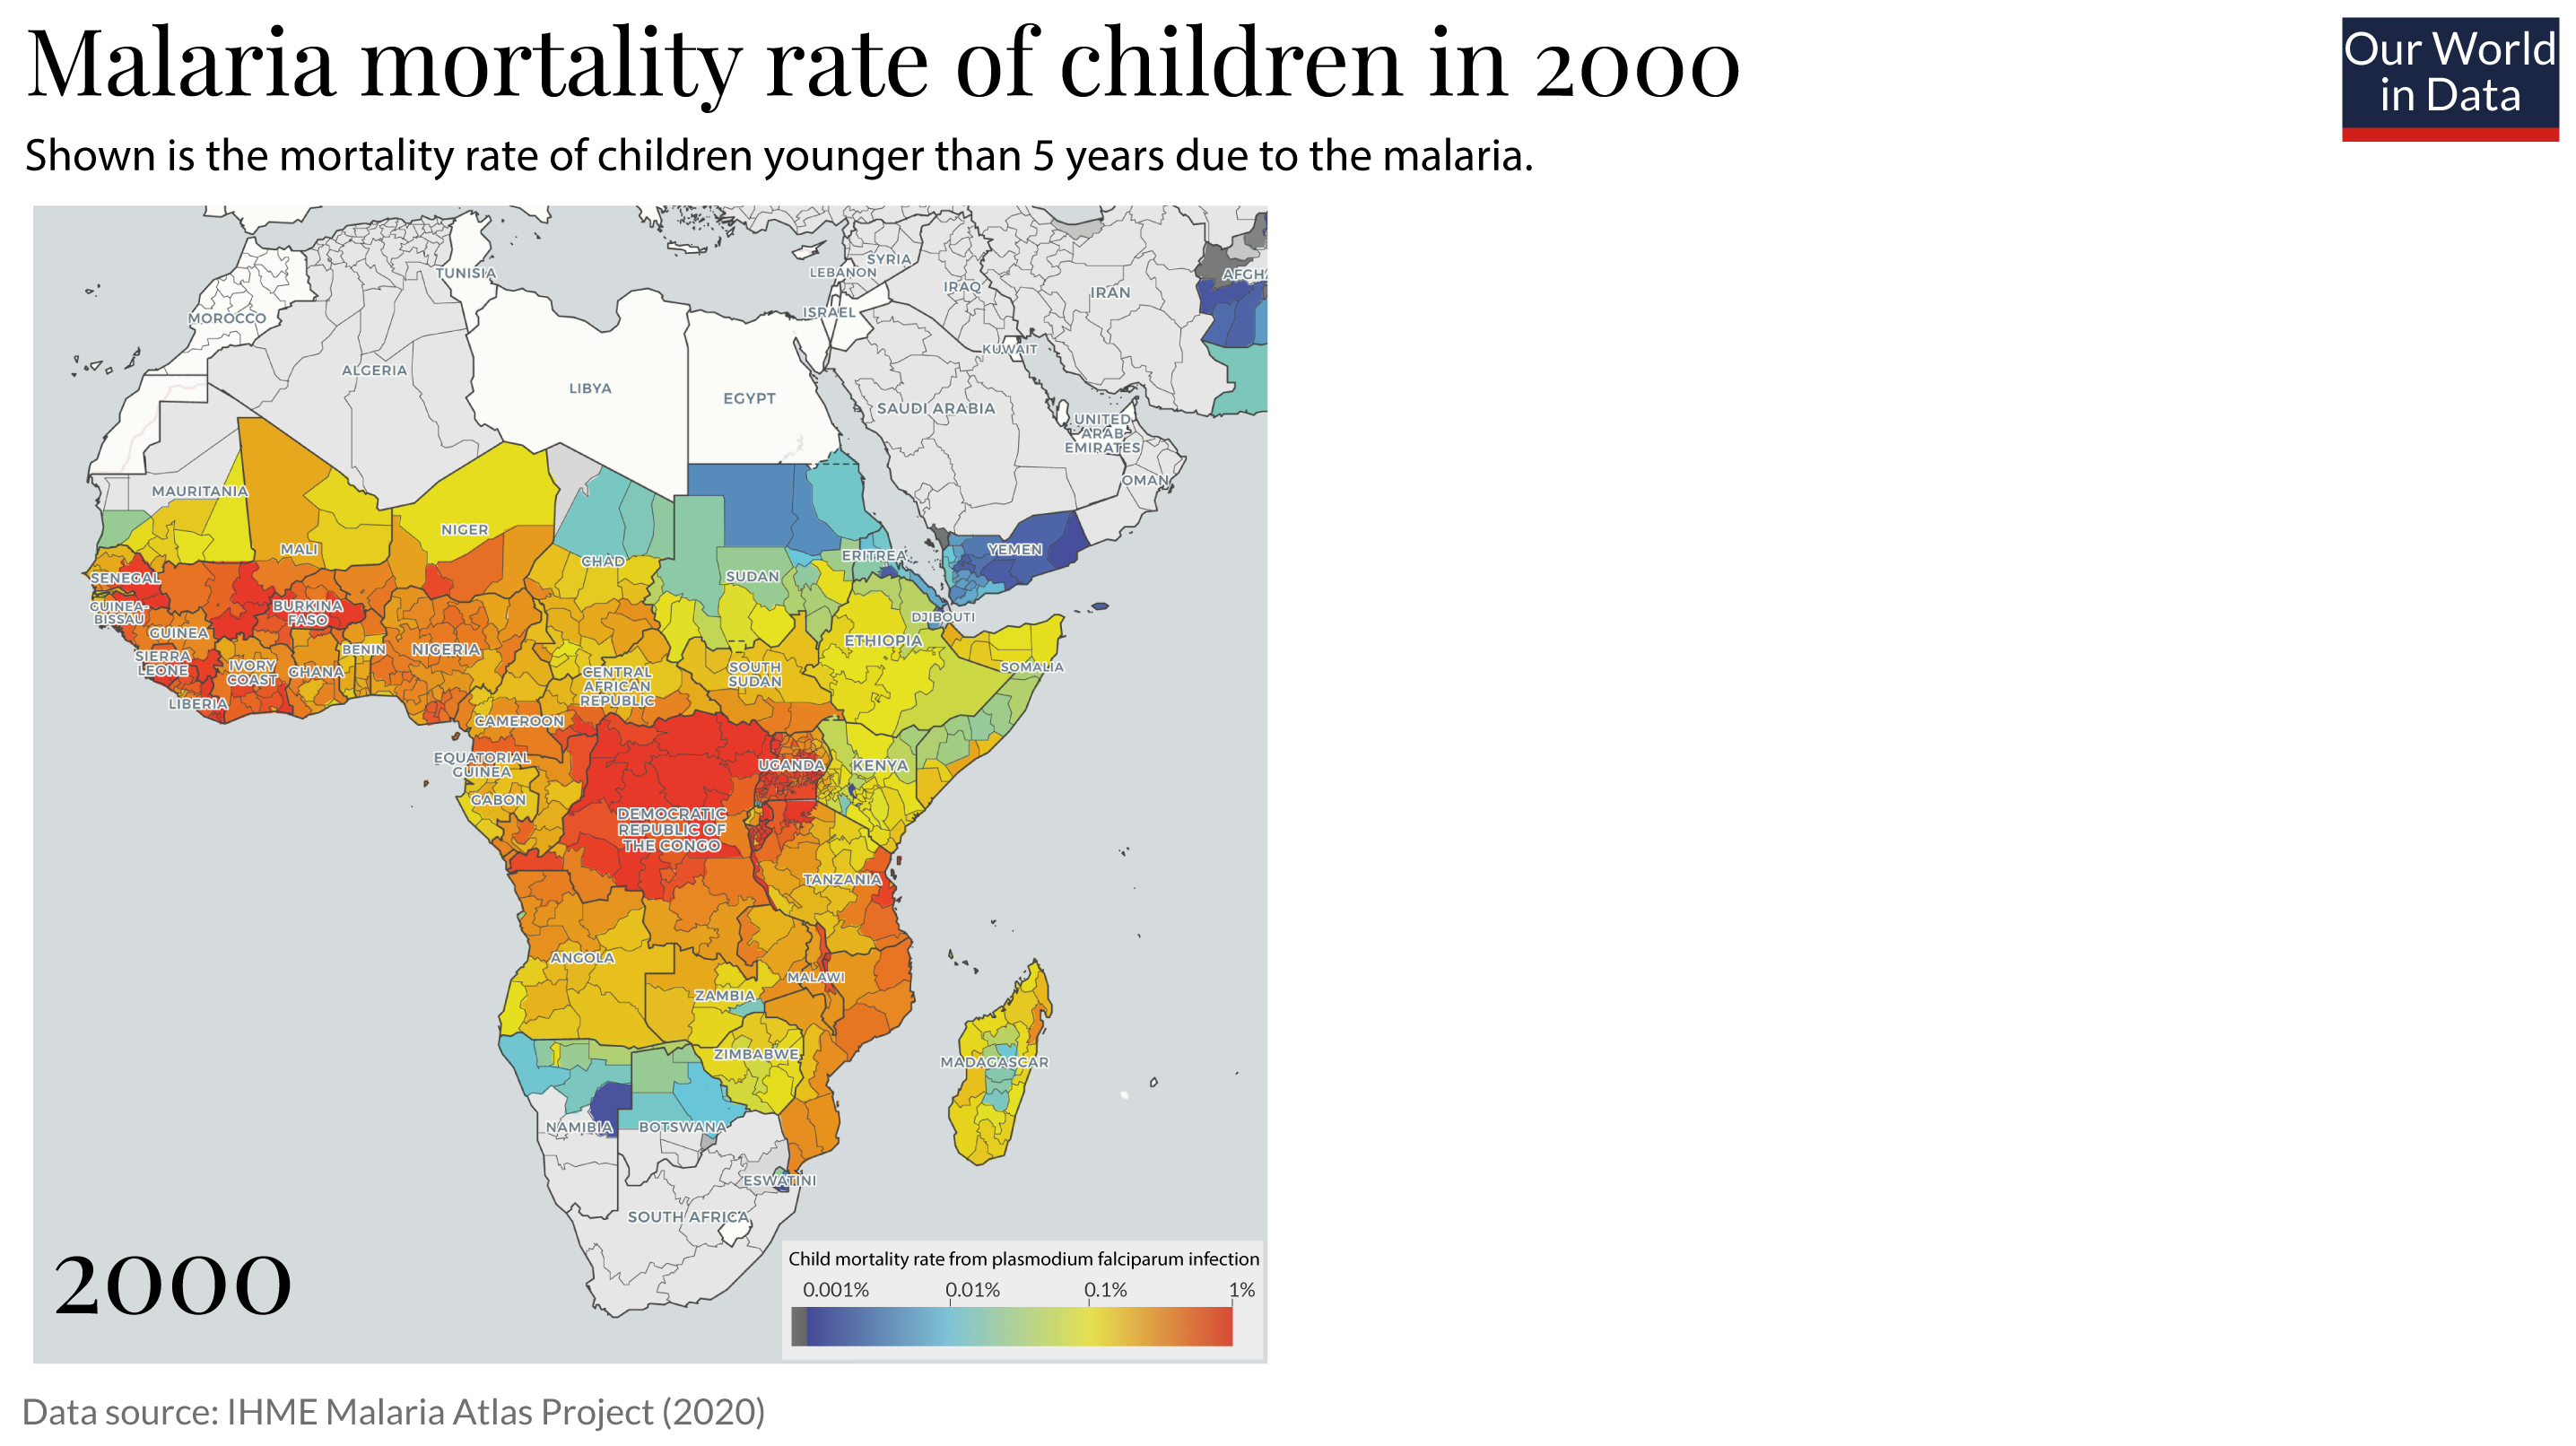 Malaria mortality rate of children in 2000
Our World
in Data
Shown is the mortality rate of children younger than 5 years due to the malaria.
TUNISIA
SYRIA
LEBANON
IRAQ
IRAN
AFGHA
MOROCCO
ISRAEL
KUWAIT
ALGERIA
LIBYA
EGYPT
SAUDI ARABIA
UNITED
ARAB
EMIRATES
OMAN
MAURITANIA
NIGER
MALI
CHAD
ERITREA
YEMEN
SENEGAL
SUDAN
GUINEA-
BISSAU
BURKINA
FASO
DJIBOUTI
GUINEA
ETHIOPIA
BENIN
NIGERIA
SIERRA
LEONE
IVORY
COAST
GHANA
CENTRAL
AFRICAN
REPUBLIC
SOUTH
SUDAN
SOMALIA
LIBERIA
CAMEROON
EQUATORIAL
GUINEA
UGANDA
KENYA
GABON
DEMOCRATIC
REPUBLIC OF
THE CONGO
TANZANIA
ANGOLA
MALAWI
ZAMBIA
ZIMBABWE
MADAGASCAR
NAMIBIA
BOTSWANA
ESWATINI
SOUTH AFRICA
2000
Child mortality rate from plasmodium falciparum infection
0.001% 0.01% 0.1% 1%
Data source: IHME Malaria Atlas Project (2020)